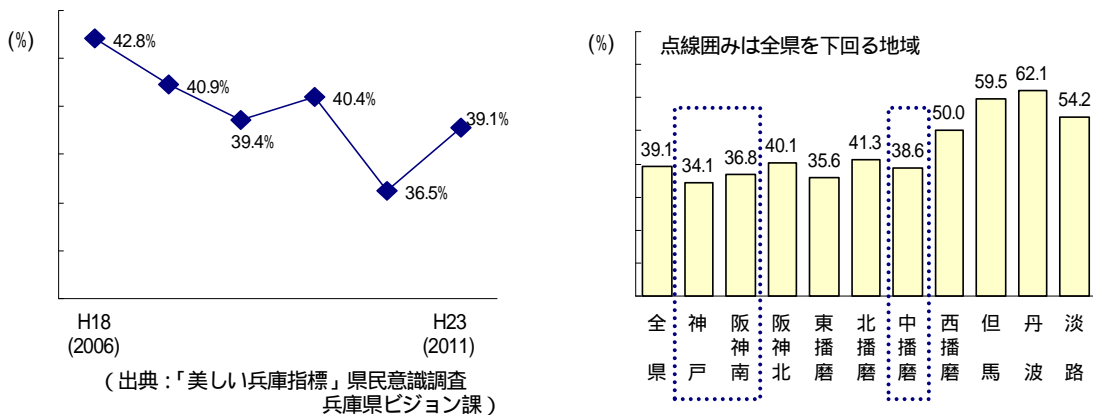 (%)
42.8%
40.9%
39.4%
40.4%
36.5%
39.1%
H18
(2006)
H23
(2011)
(出典:「美しい兵庫指標」県民意識調査
兵庫県ビジョン課)
(%)
点線囲みは全県を下回る地域
39.1
34.1
36.8
40.1
35.6
41.3
38.6
50.0
59.5
62.1
54.2
全県
神戸
阪神南
阪神北
東播磨
北播磨
中播磨
西播磨
但馬
丹波
淡路